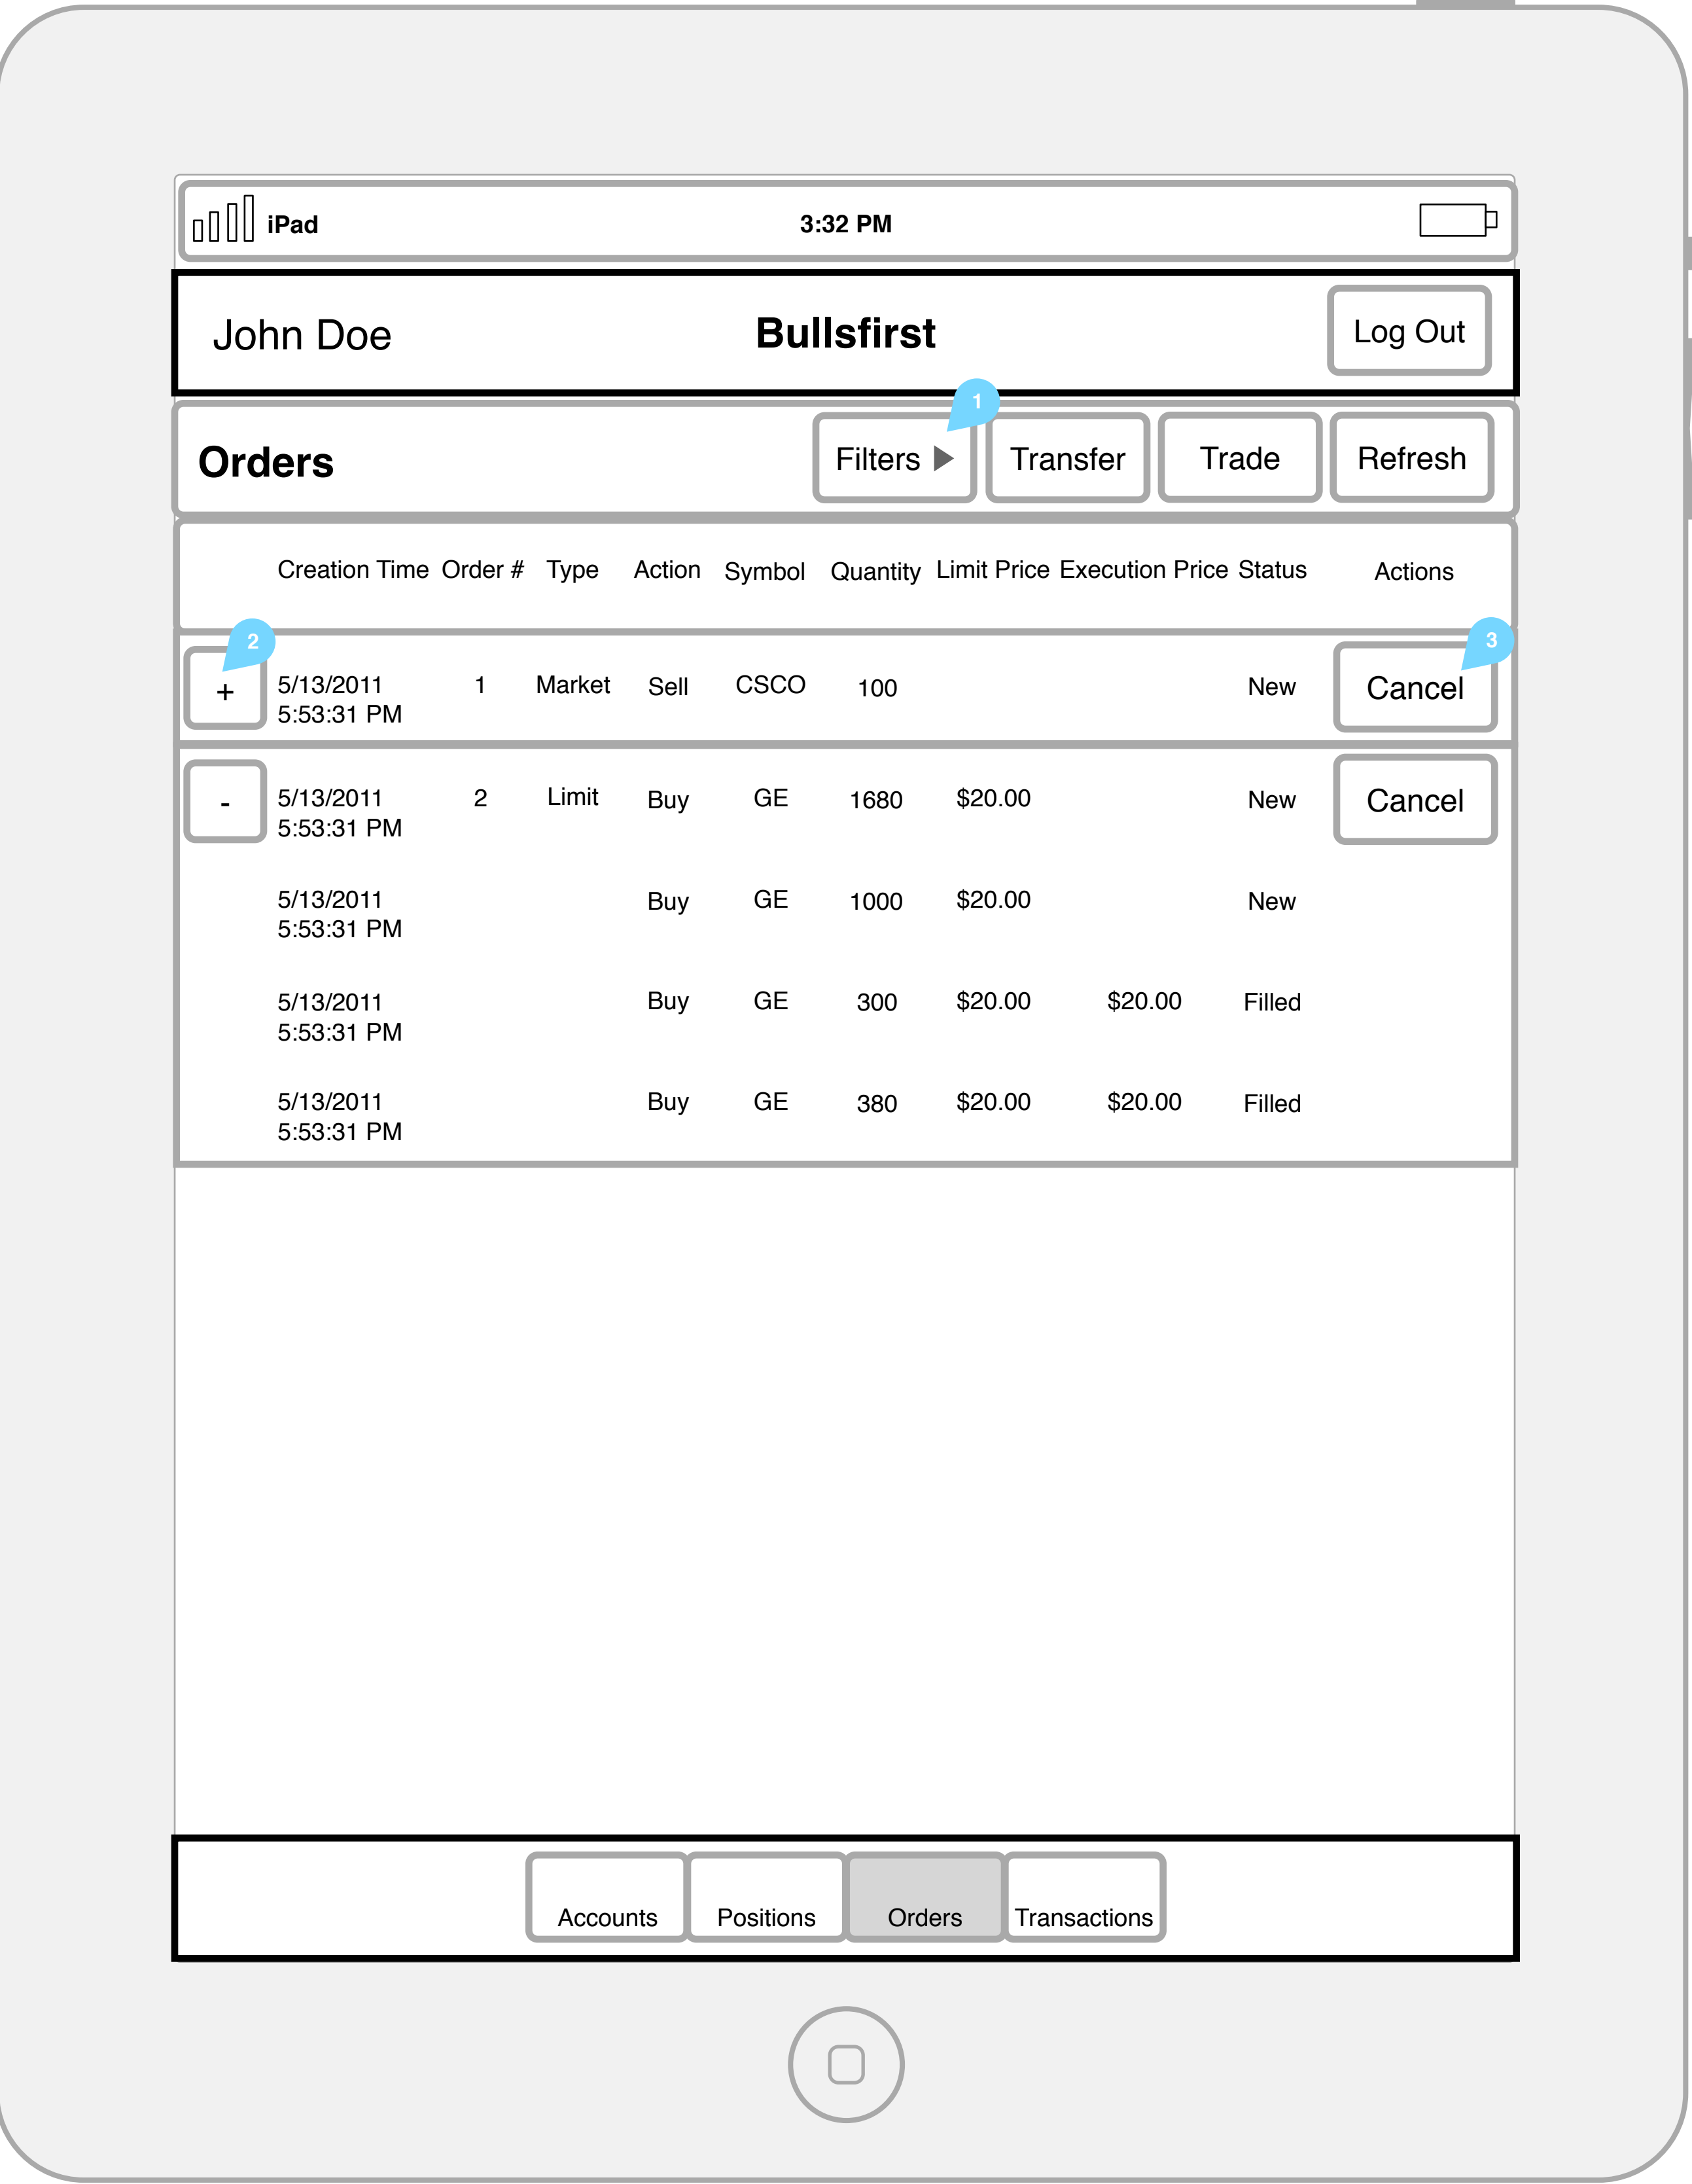 iPad 3:32 PM
John Doe Bullsfirst Log Out
1
Orders Filters Transfer Trade Refresh
Creation Time Order # Type Action Symbol Quantity Limit Price Execution Price Status Actions
2 3
+ 5/13/2011 1 Market Sell CSCO 100 New Cancel
5:53:31 PM
- 5/13/2011 2 Limit Buy GE 1680 $20.00 New Cancel
5:53:31 PM
5/13/2011 Buy GE 1000 $20.00 New
5:53:31 PM
5/13/2011 Buy GE 300 $20.00 $20.00 Filled
5:53:31 PM
5/13/2011 Buy GE 380 $20.00 $20.00 Filled
5:53:31 PM
Accounts Positions Orders Transactions